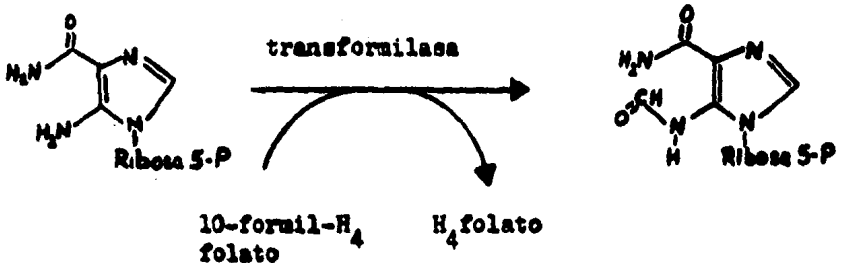 O
H₂N
N
H₂N
N
Ribosa 5-P
transformilasa
10-formil-H₄
folato
H₄folato
O
H₂N
N
O
CH
N
H
N
Ribosa 5-P